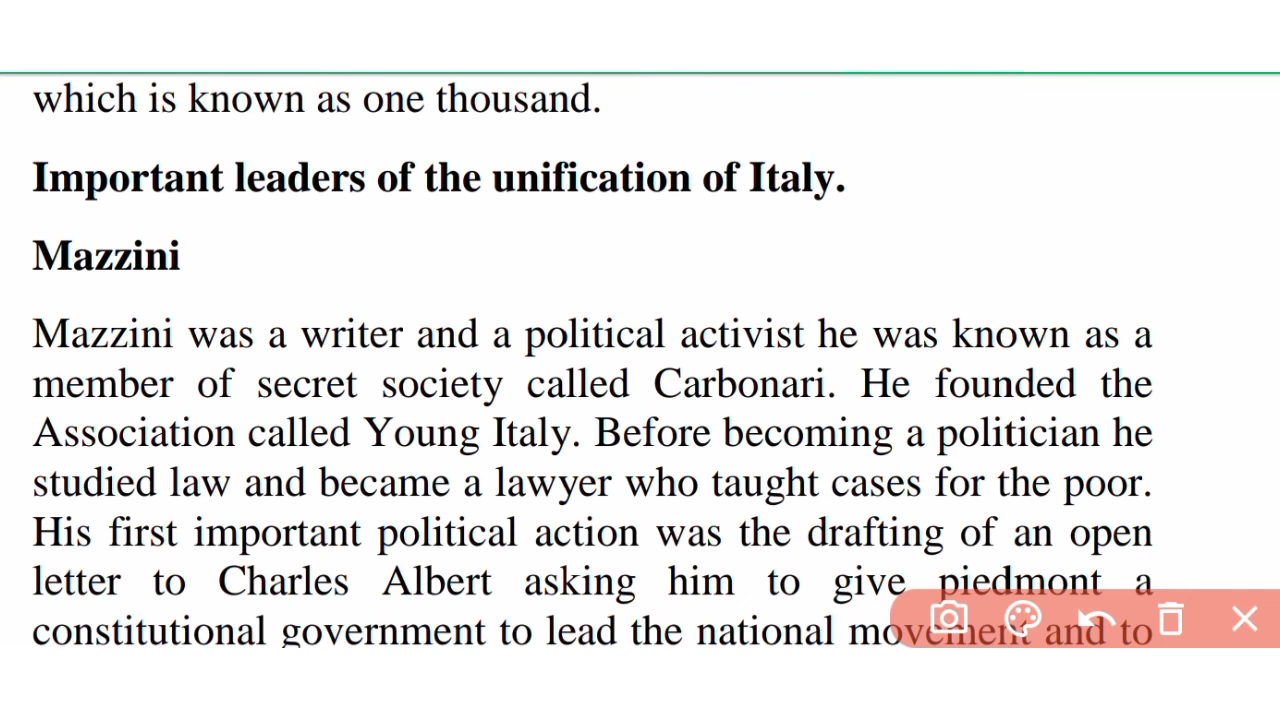 which is known as one thousand.
Important leaders of the unification of Italy.
Mazzini
Mazzini was a writer and a political activist he was known as a
member of secret society called Carbonari. He founded the
Association called Young Italy. Before becoming a politician he
studied law and became a lawyer who taught cases for the poor.
His first important political action was the drafting of an open
letter to Charles Albert asking him to give piedmont a
constitutional government to lead the national movement and to